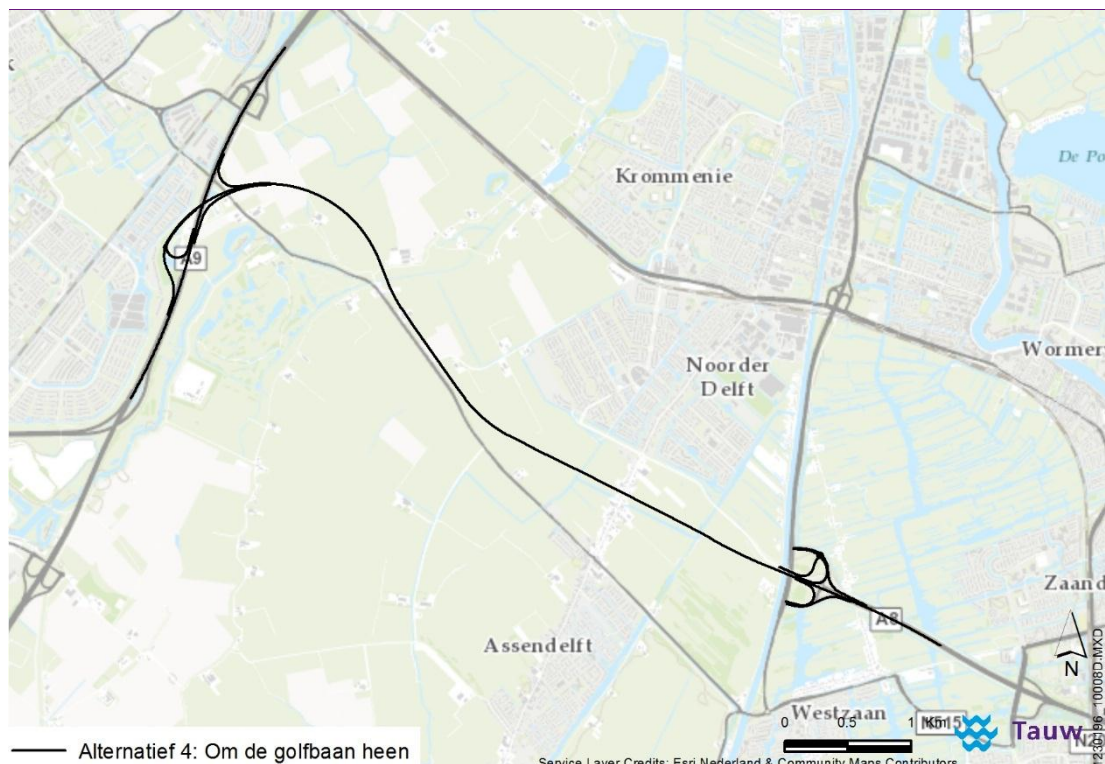 k
Krommenie
De Po
A9
Noorder
Delft
Wormer
Zaand
A8
Assendelft
N
Westzaan
N515
0 0.5 1 Km
Tauw
Alternatief 4: Om de golfbaan heen
Service Layer Credits: Esri Nederland & Community Maps Contributors